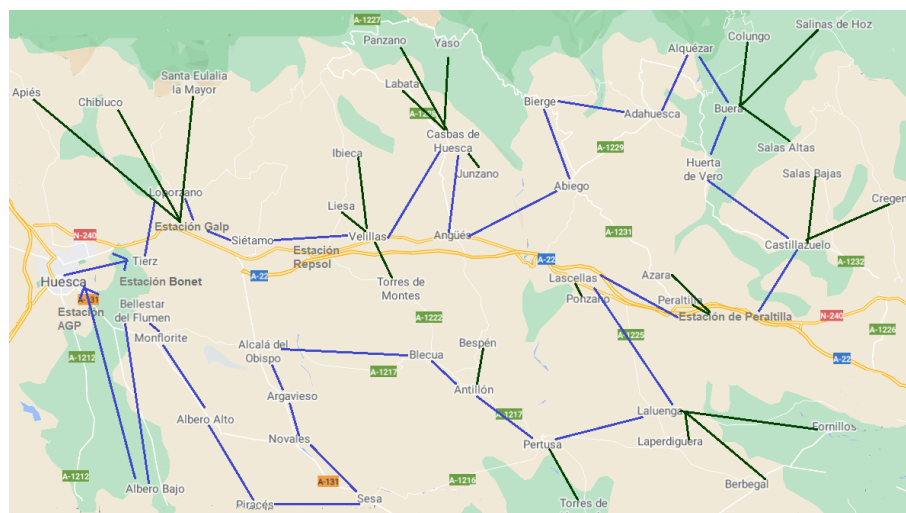 A-1227
Salinas de Hoz
Colungo
Panzano
Yaso
Alquézar
Santa Eulalia
la Mayor
Labata
Apiés
Chibluco
Bierge
Buera
Adahuesca
Casbas de
Huesca
A-1229
Salas Altas
Ibieca
Junzano
Huerta
de Vero
Salas Bajas
Abiego
Loporzano
Liesa
Estación Galp
N-240
Siétamo
Velillas
Angüés
A-1231
Castillazuelo
Estación
Repsol
Tierz
A-22
A-22
A-1232
Huesca
Estación Bonet
Torres de
Montes
Lascellas
Azara
A-131
Bellestar
del Flumen
Estación
AGP
Ponzano
Peraltilla
Estación de Peraltilla
N-240
A-1222
A-1226
Monflorite
Alcalá del
Obispo
Bespén
A-1225
A-1212
Blecua
A-22
A-1217
Antillón
Argavieso
A-1217
Laluenga
Albero Alto
Fornillos
Novales
Pertusa
Laperdiguera
A-1212
A-131
A-1216
Berbegal
Albero Bajo
Sesa
Piracés
Torres de